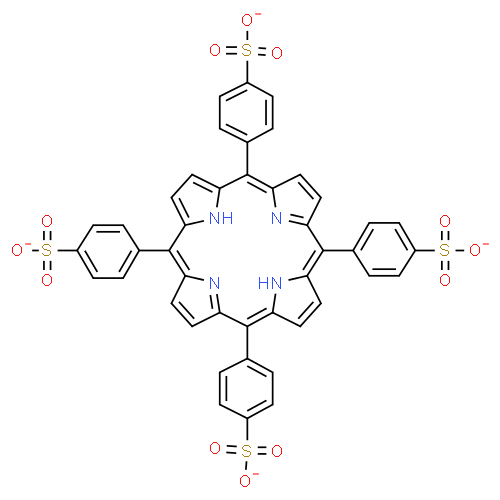 O⁻
O S O
NH N
O O
O⁻ S S O⁻
O O
N HN
O S O
O⁻